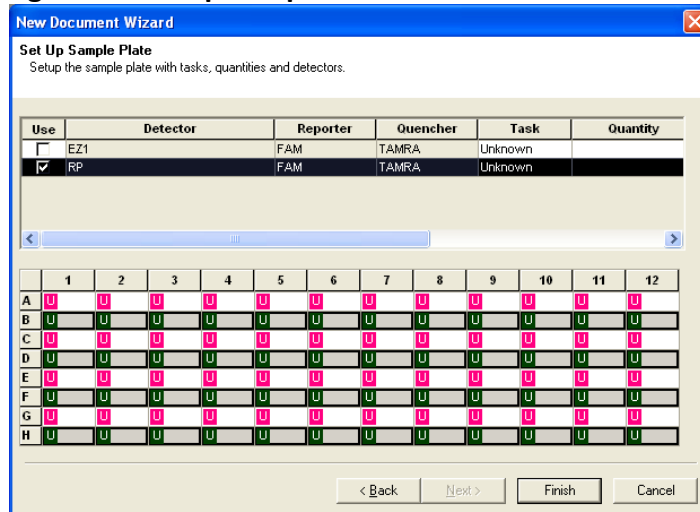 New Document Wizard
Set Up Sample Plate
Setup the sample plate with tasks, quantities and detectors.
Use Detector Reporter Quencher Task Quantity
EZ1 FAM TAMRA Unknown
RP FAM TAMRA Unknown
1 2 3 4 5 6 7 8 9 10 11 12
A U U U U U U U U U U U U
B U U U U U U U U U U U U
C U U U U U U U U U U U U
D U U U U U U U U U U U U
E U U U U U U U U U U U U
F U U U U U U U U U U U U
G U U U U U U U U U U U U
H U U U U U U U U U U U U
< Back Next > Finish Cancel